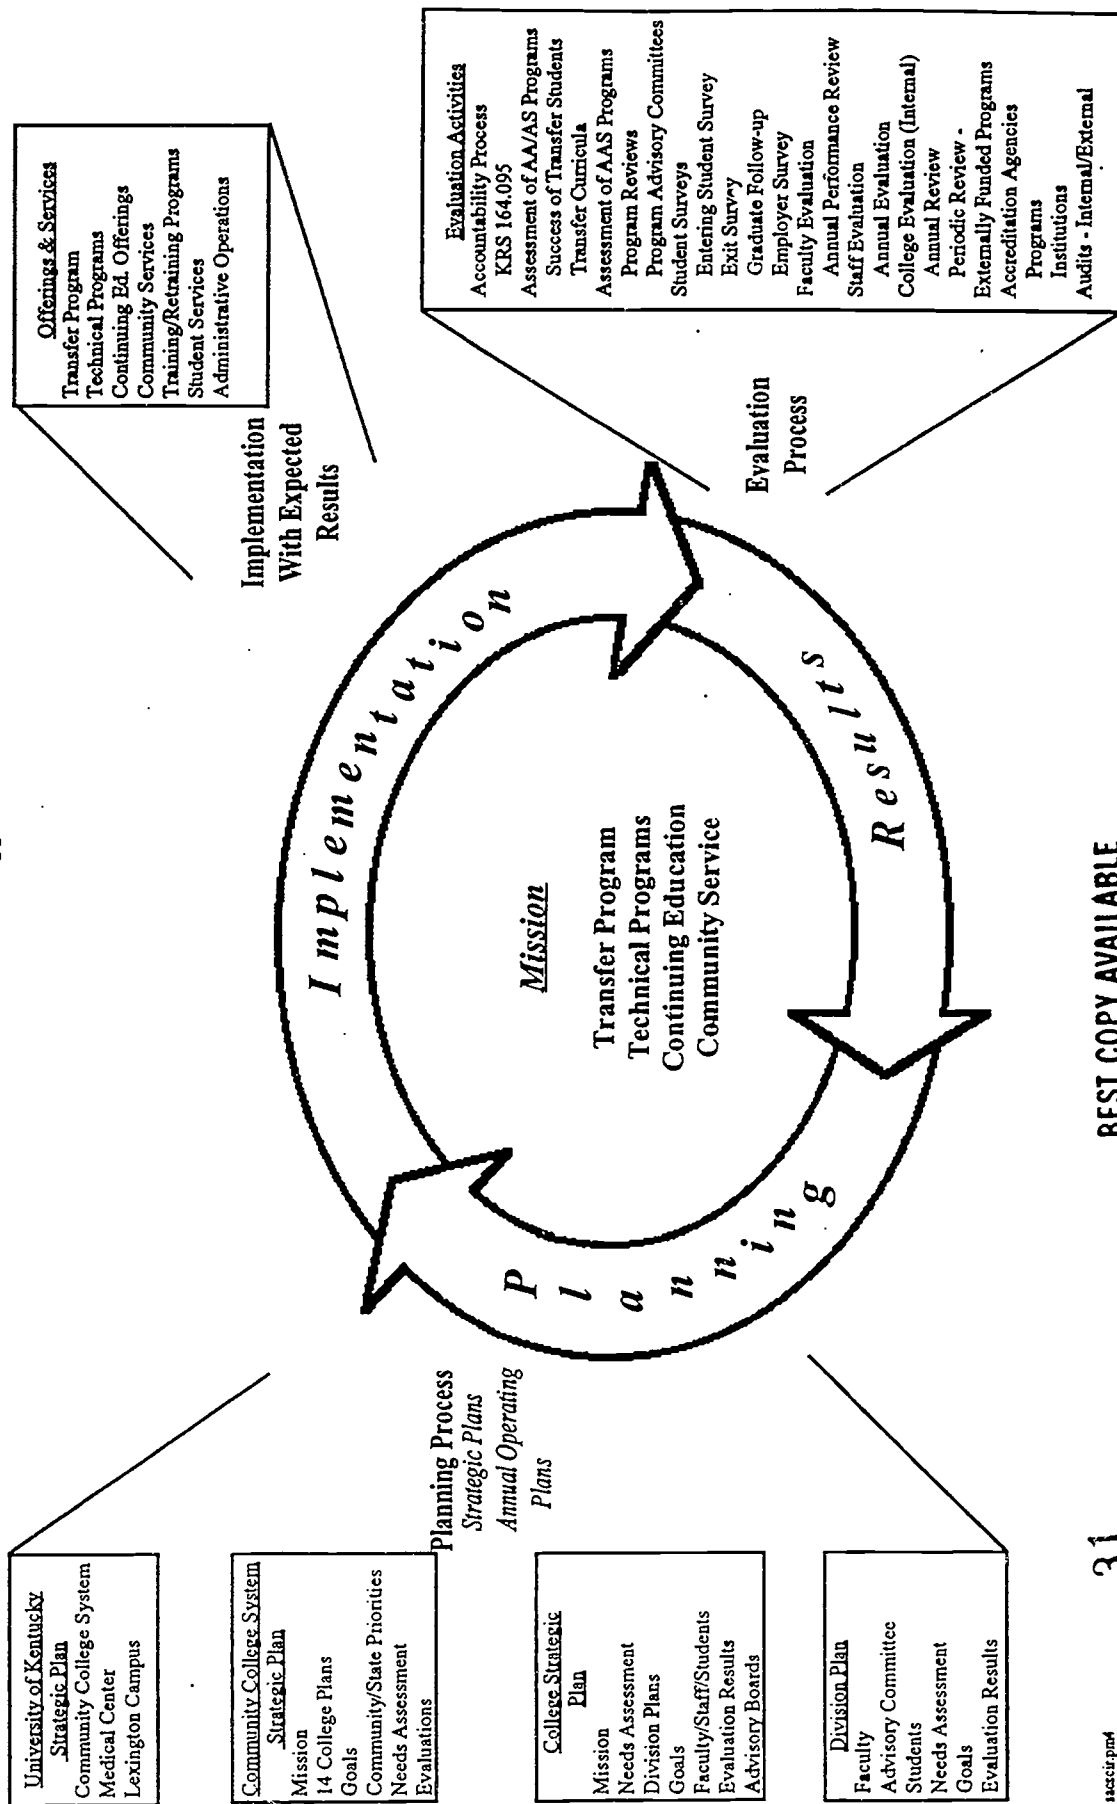 University of Kentucky
Strategic Plan
Community College System
Medical Center
Lexington Campus
Community College System
Strategic Plan
Mission
14 College Plans
Goals
Community/State Priorities
Needs Assessment
Evaluations
College Strategic
Plan
Mission
Needs Assessment
Division Plans
Goals
Faculty/Staff/Students
Evaluation Results
Advisory Boards
Division Plan
Faculty
Advisory Committee
Students
Needs Assessment
Goals
Evaluation Results
Planning Process
Strategic Plans
Annual Operating
Plans
Planning
Implementation
Results
Mission
Transfer Program
Technical Programs
Continuing Education
Community Service
Implementation
With Expected
Results
Offerings & Services
Transfer Program
Technical Programs
Continuing Ed. Offerings
Community Services
Training/Retraining Programs
Student Services
Administrative Operations
Evaluation
Process
Evaluation Activities
Accountability Process
KRS 164.095
Assessment of AA/AS Programs
Success of Transfer Students
Transfer Curricula
Assessment of AAS Programs
Program Reviews
Program Advisory Committees
Student Surveys
Entering Student Survey
Exit Survey
Graduate Follow-up
Employer Survey
Faculty Evaluation
Annual Performance Review
Staff Evaluation
Annual Evaluation
College Evaluation (Internal)
Annual Review
Periodic Review -
Externally Funded Programs
Accreditation Agencies
Programs
Institutions
Audits - Internal/External
31
BEST COPY AVAILABLE